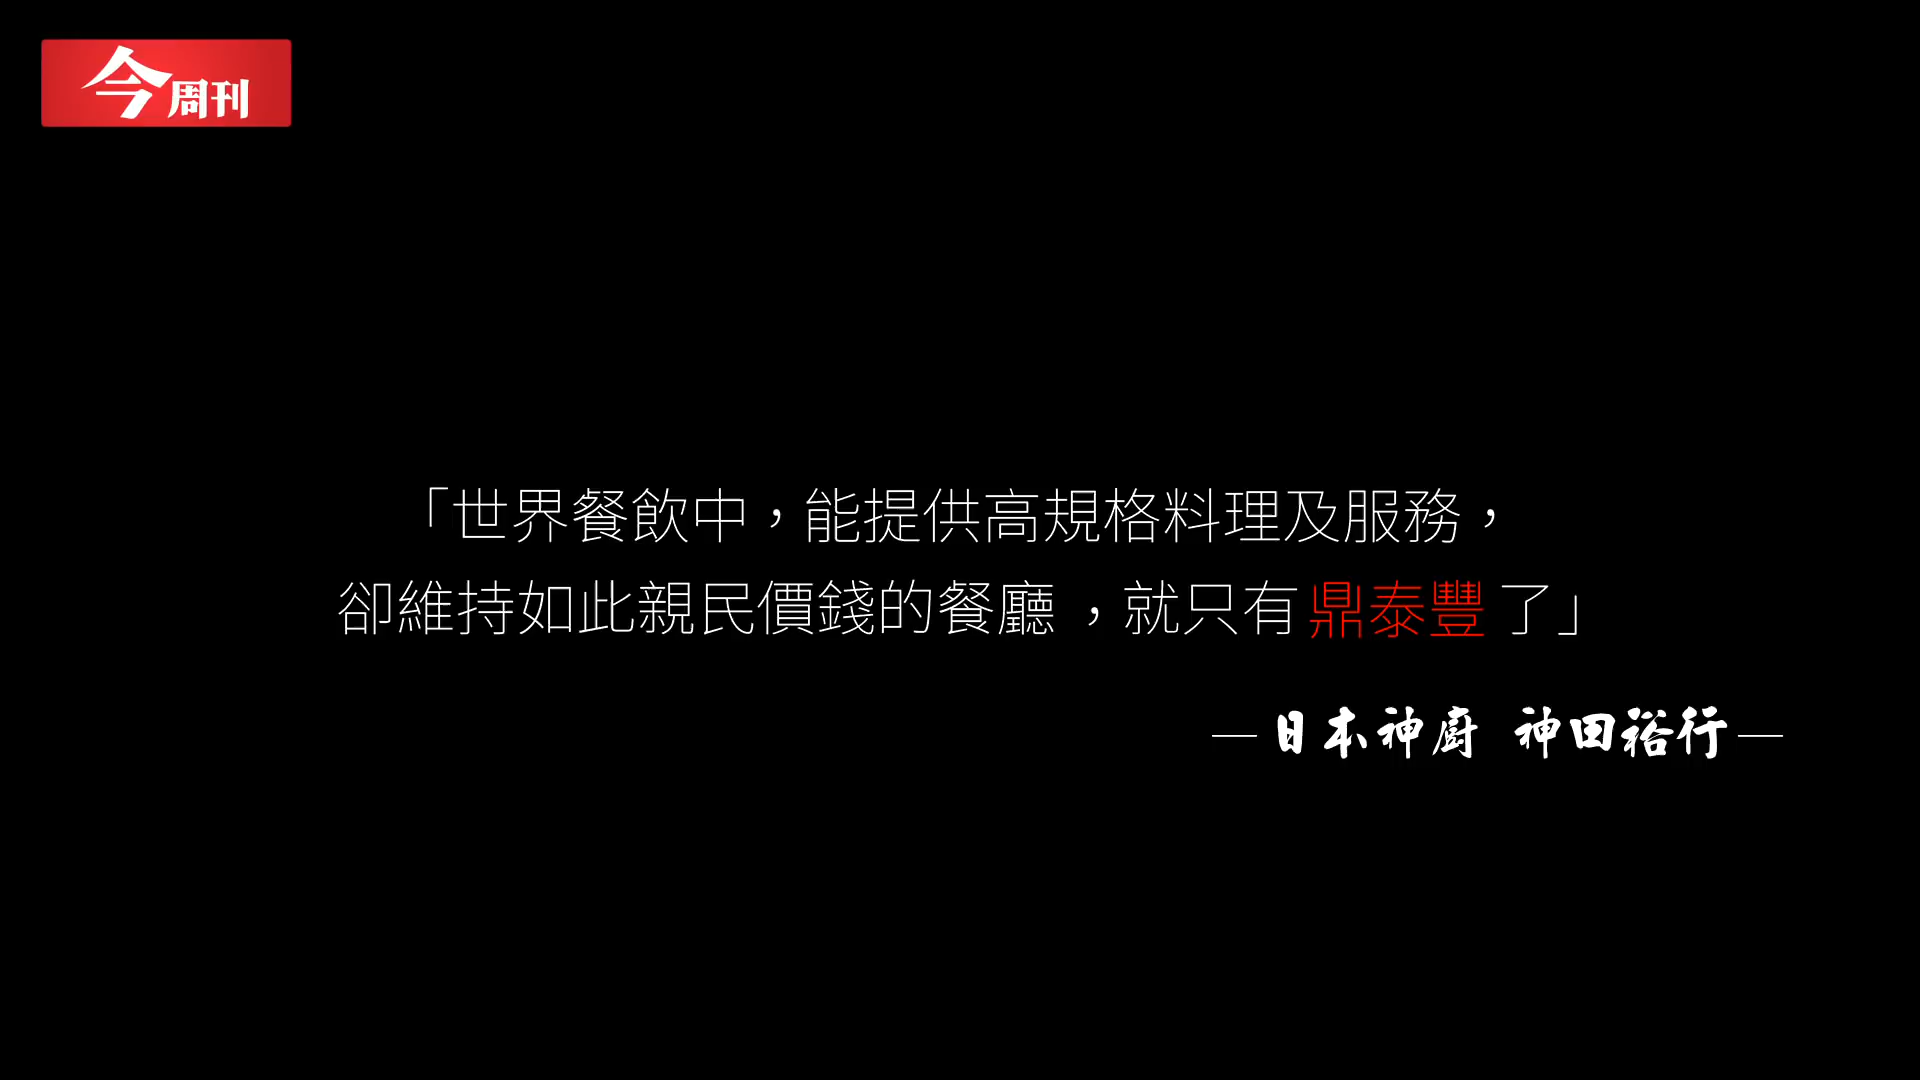 今周刊
「世界餐飲中，能提供高規格料理及服務，
卻維持如此親民價錢的餐廳，就只有鼎泰豐了」
—日本神廚 神田裕行—